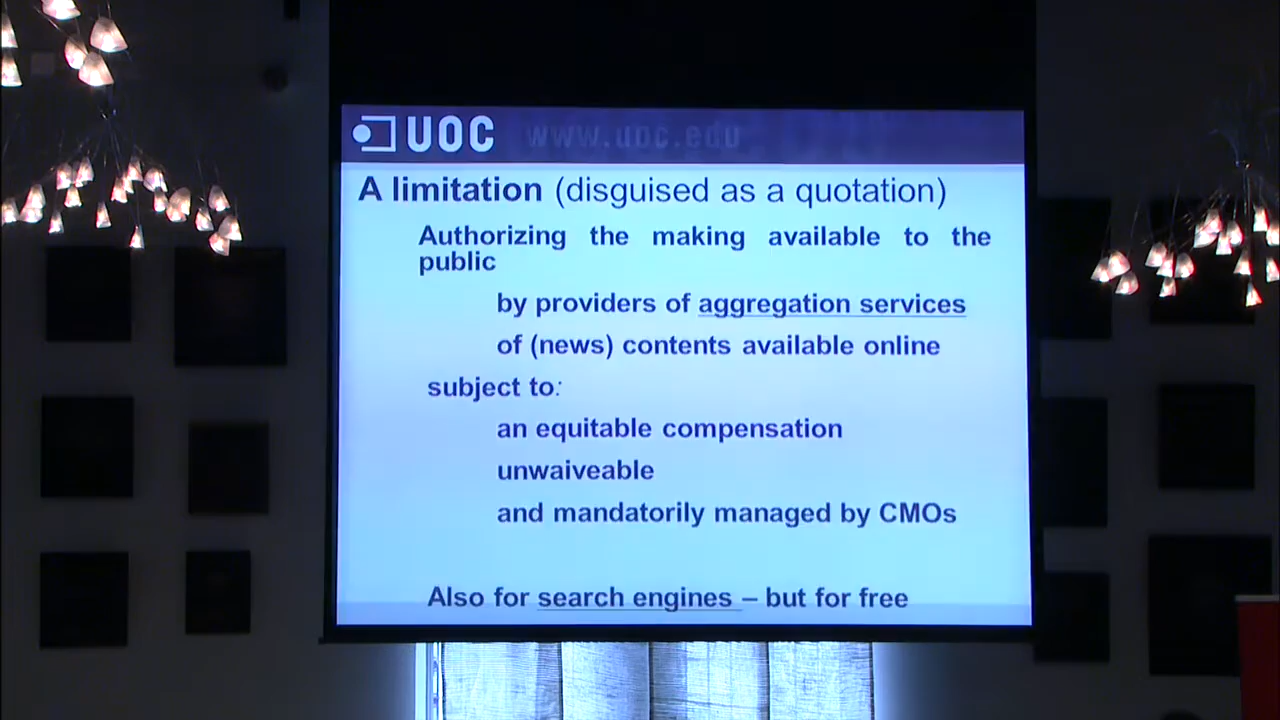 UOC www.uoc.edu
A limitation (disguised as a quotation)
Authorizing the making available to the
public
by providers of aggregation services
of (news) contents available online
subject to:
an equitable compensation
unwaiveable
and mandatorily managed by CMOs
Also for search engines – but for free